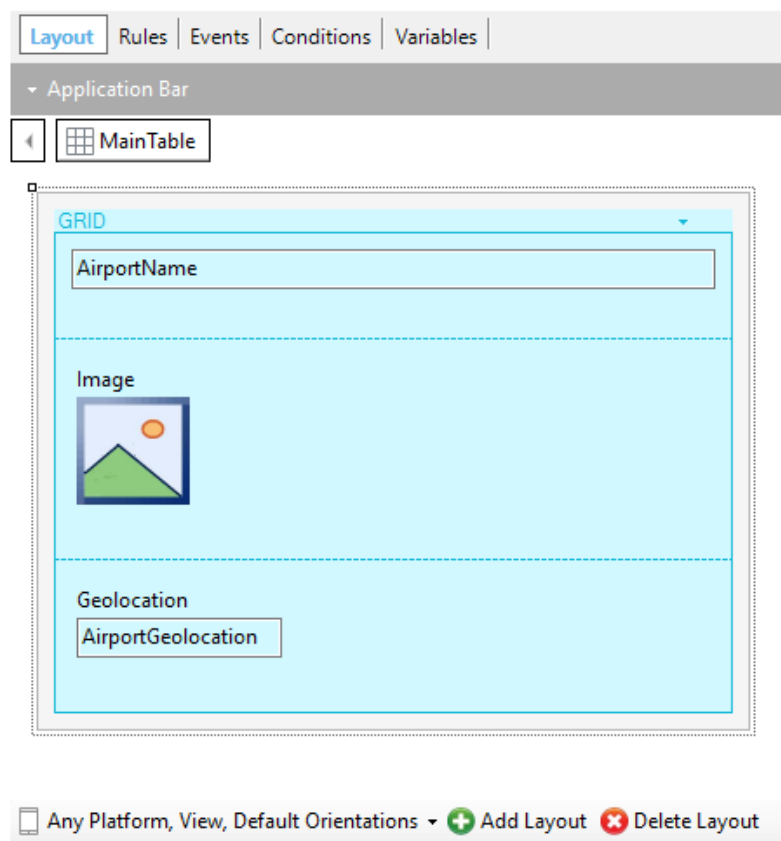 Layout Rules Events Conditions Variables
Application Bar
MainTable
GRID
AirportName
Image
Geolocation
AirportGeolocation
Any Platform, View, Default Orientations Add Layout Delete Layout